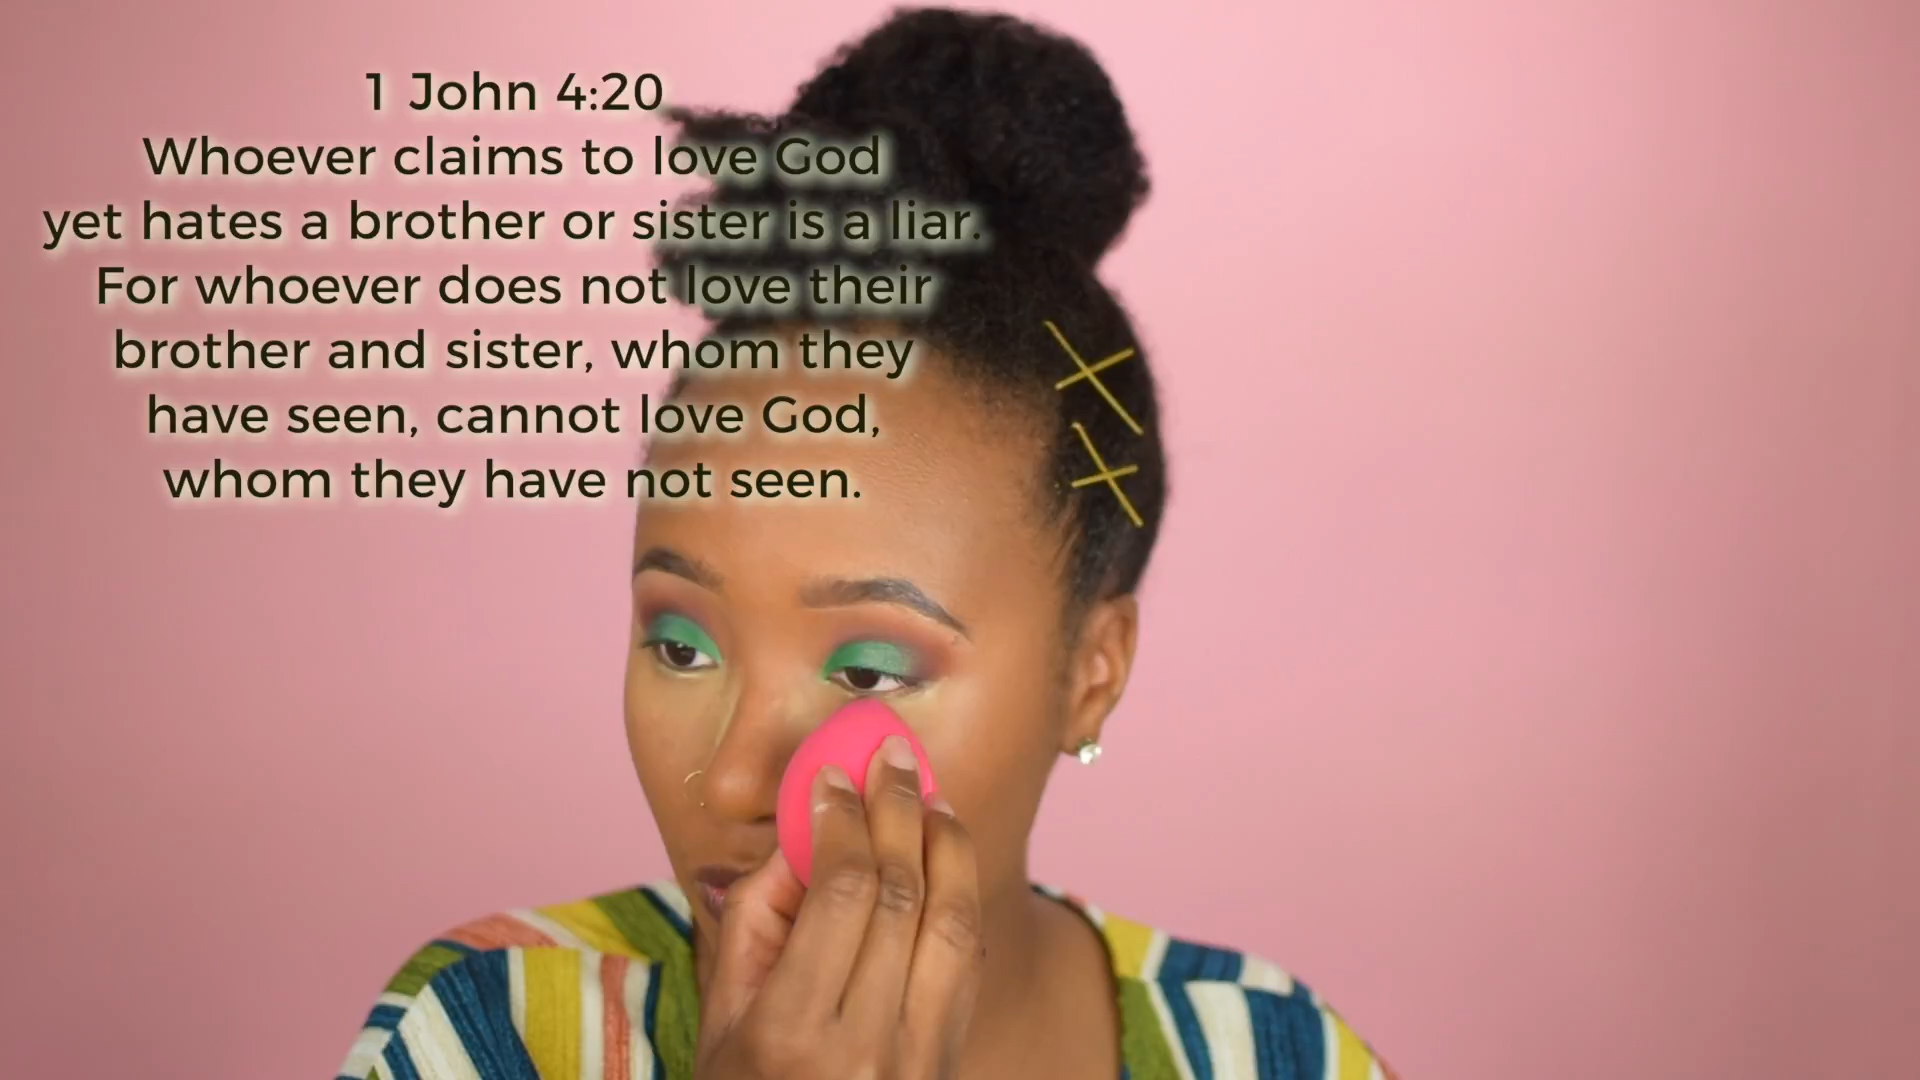 1 John 4:20
Whoever claims to love God
yet hates a brother or sister is a liar.
For whoever does not love their
brother and sister, whom they
have seen, cannot love God,
whom they have not seen.